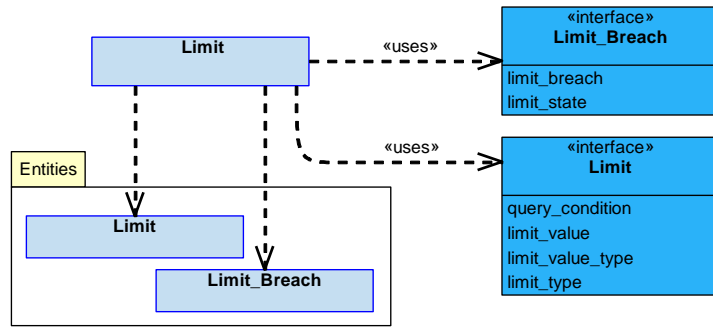 Limit
«uses»
«interface»
Limit_Breach
limit_breach
limit_state
«uses»
«interface»
Limit
query_condition
limit_value
limit_value_type
limit_type
Entities
Limit
Limit_Breach